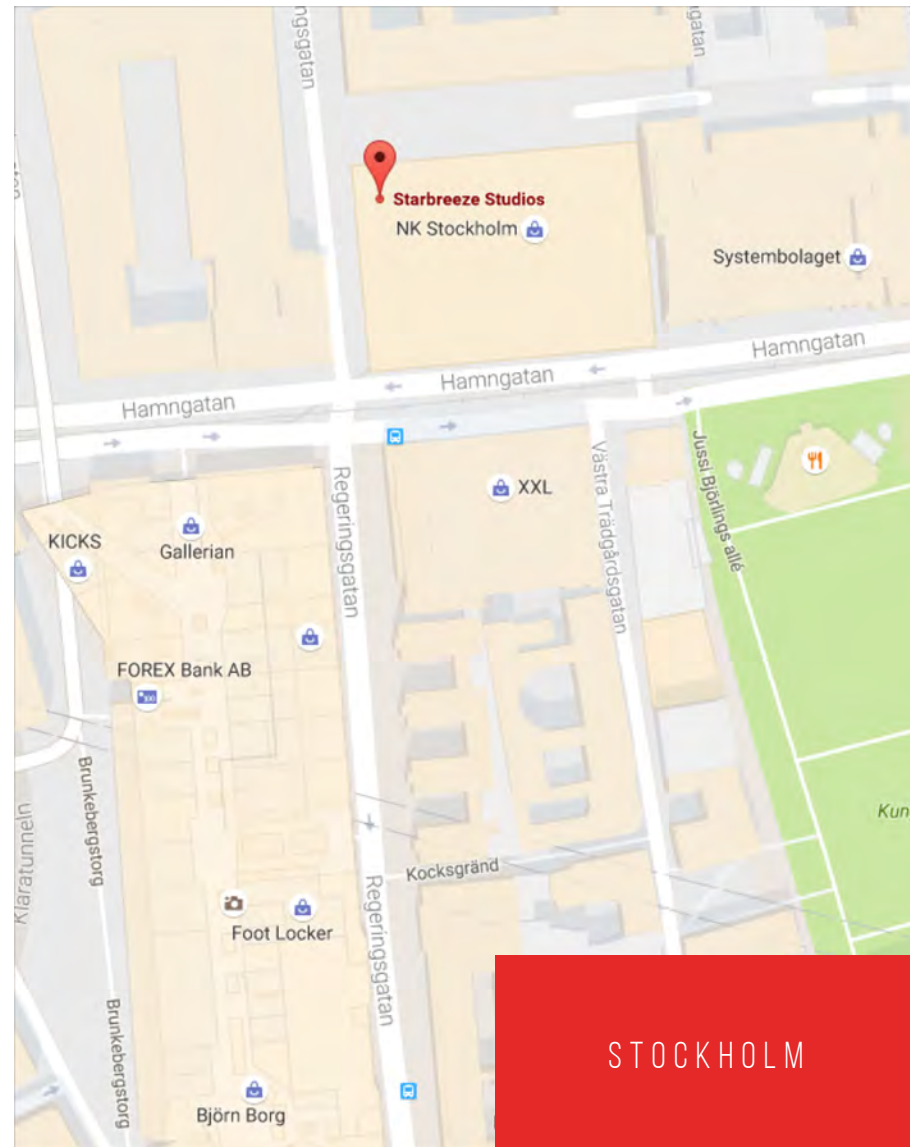 ngsgatan
gatan
Starbreeze Studios
NK Stockholm
Systembolaget
Hamngatan
Hamngatan
Hamngatan
Regeringsgatan
XXL
Västra Trädgårdsgatan
Jussi Björlings allé
KICKS
Gallerian
FOREX Bank AB
Brunkebergstorg
Klaratunneln
Kun
Kocksgränd
Regeringsgatan
Foot Locker
Brunkebergstorg
Björn Borg
STOCKHOLM